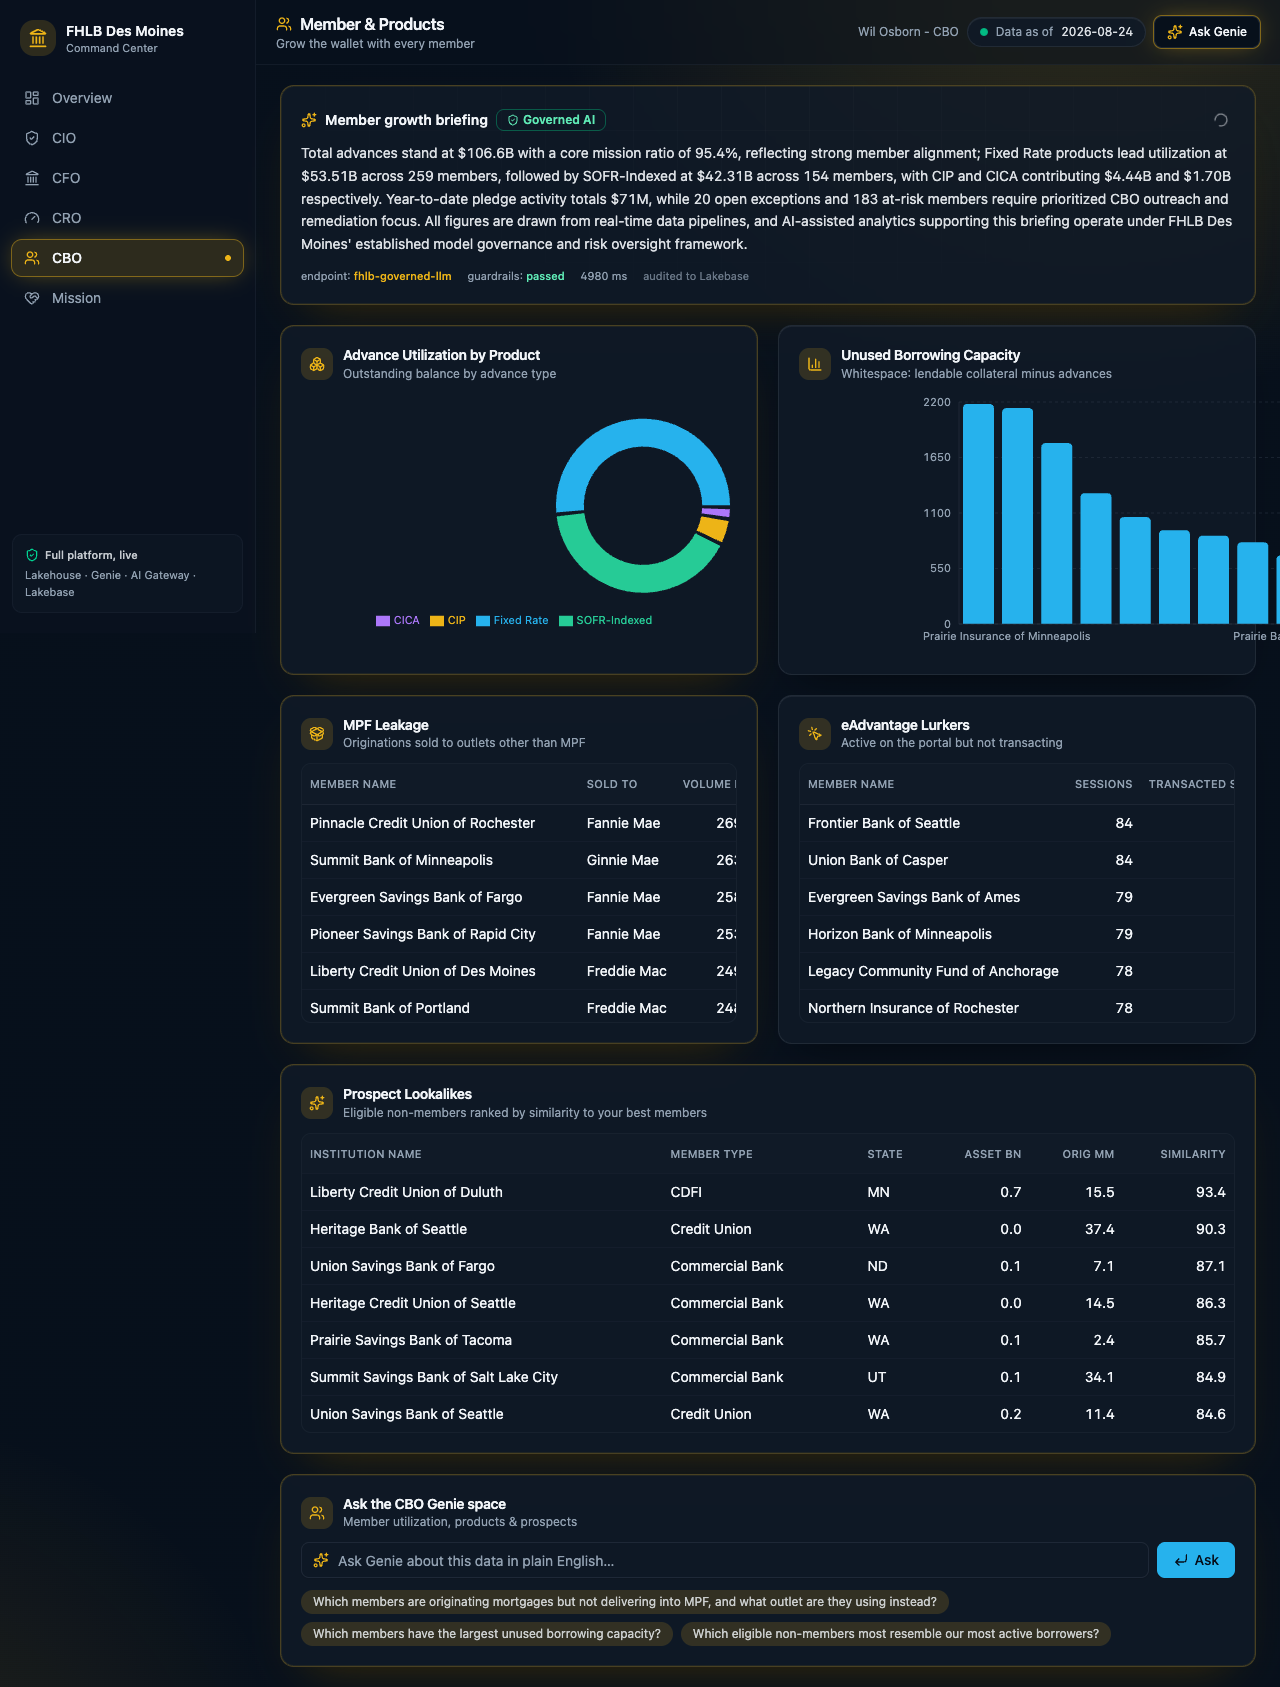 FHLB Des Moines
Command Center
Overview
CIO
CFO
CRO
CBO
Mission
Full platform, live
Lakehouse · Genie · AI Gateway ·
Lakebase
Member & Products
Grow the wallet with every member
Wil Osborn - CBO
Data as of 2026-08-24
Ask Genie
Member growth briefing
Governed AI
Total advances stand at $106.6B with a core mission ratio of 95.4%, reflecting strong member alignment; Fixed Rate products lead utilization at
$53.51B across 259 members, followed by SOFR-Indexed at $42.31B across 154 members, with CIP and CICA contributing $4.44B and $1.70B
respectively. Year-to-date pledge activity totals $71M, while 20 open exceptions and 183 at-risk members require prioritized CBO outreach and
remediation focus. All figures are drawn from real-time data pipelines, and AI-assisted analytics supporting this briefing operate under FHLB Des
Moines' established model governance and risk oversight framework.
endpoint: fhlb-governed-llm guardrails: passed 4980 ms audited to Lakebase
Advance Utilization by Product
Outstanding balance by advance type
CICA CIP Fixed Rate SOFR-Indexed
Unused Borrowing Capacity
Whitespace: lendable collateral minus advances
2200
1650
1100
550
0
Prairie Insurance of Minneapolis Prairie Ba
MPF Leakage
Originations sold to outlets other than MPF
MEMBER NAME SOLD TO VOLUME
Pinnacle Credit Union of Rochester Fannie Mae 269
Summit Bank of Minneapolis Ginnie Mae 263
Evergreen Savings Bank of Fargo Fannie Mae 258
Pioneer Savings Bank of Rapid City Fannie Mae 253
Liberty Credit Union of Des Moines Freddie Mac 249
Summit Bank of Portland Freddie Mac 248
eAdvantage Lurkers
Active on the portal but not transacting
MEMBER NAME SESSIONS TRANSACTED S
Frontier Bank of Seattle 84
Union Bank of Casper 84
Evergreen Savings Bank of Ames 79
Horizon Bank of Minneapolis 79
Legacy Community Fund of Anchorage 78
Northern Insurance of Rochester 78
Prospect Lookalikes
Eligible non-members ranked by similarity to your best members
INSTITUTION NAME MEMBER TYPE STATE ASSET BN ORIG MM SIMILARITY
Liberty Credit Union of Duluth CDFI MN 0.7 15.5 93.4
Heritage Bank of Seattle Credit Union WA 0.0 37.4 90.3
Union Savings Bank of Fargo Commercial Bank ND 0.1 7.1 87.1
Heritage Credit Union of Seattle Commercial Bank WA 0.0 14.5 86.3
Prairie Savings Bank of Tacoma Commercial Bank WA 0.1 2.4 85.7
Summit Savings Bank of Salt Lake City Commercial Bank UT 0.1 34.1 84.9
Union Savings Bank of Seattle Credit Union WA 0.2 11.4 84.6
Ask the CBO Genie space
Member utilization, products & prospects
Ask Genie about this data in plain English...
Ask
Which members are originating mortgages but not delivering into MPF, and what outlet are they using instead?
Which members have the largest unused borrowing capacity?
Which eligible non-members most resemble our most active borrowers?